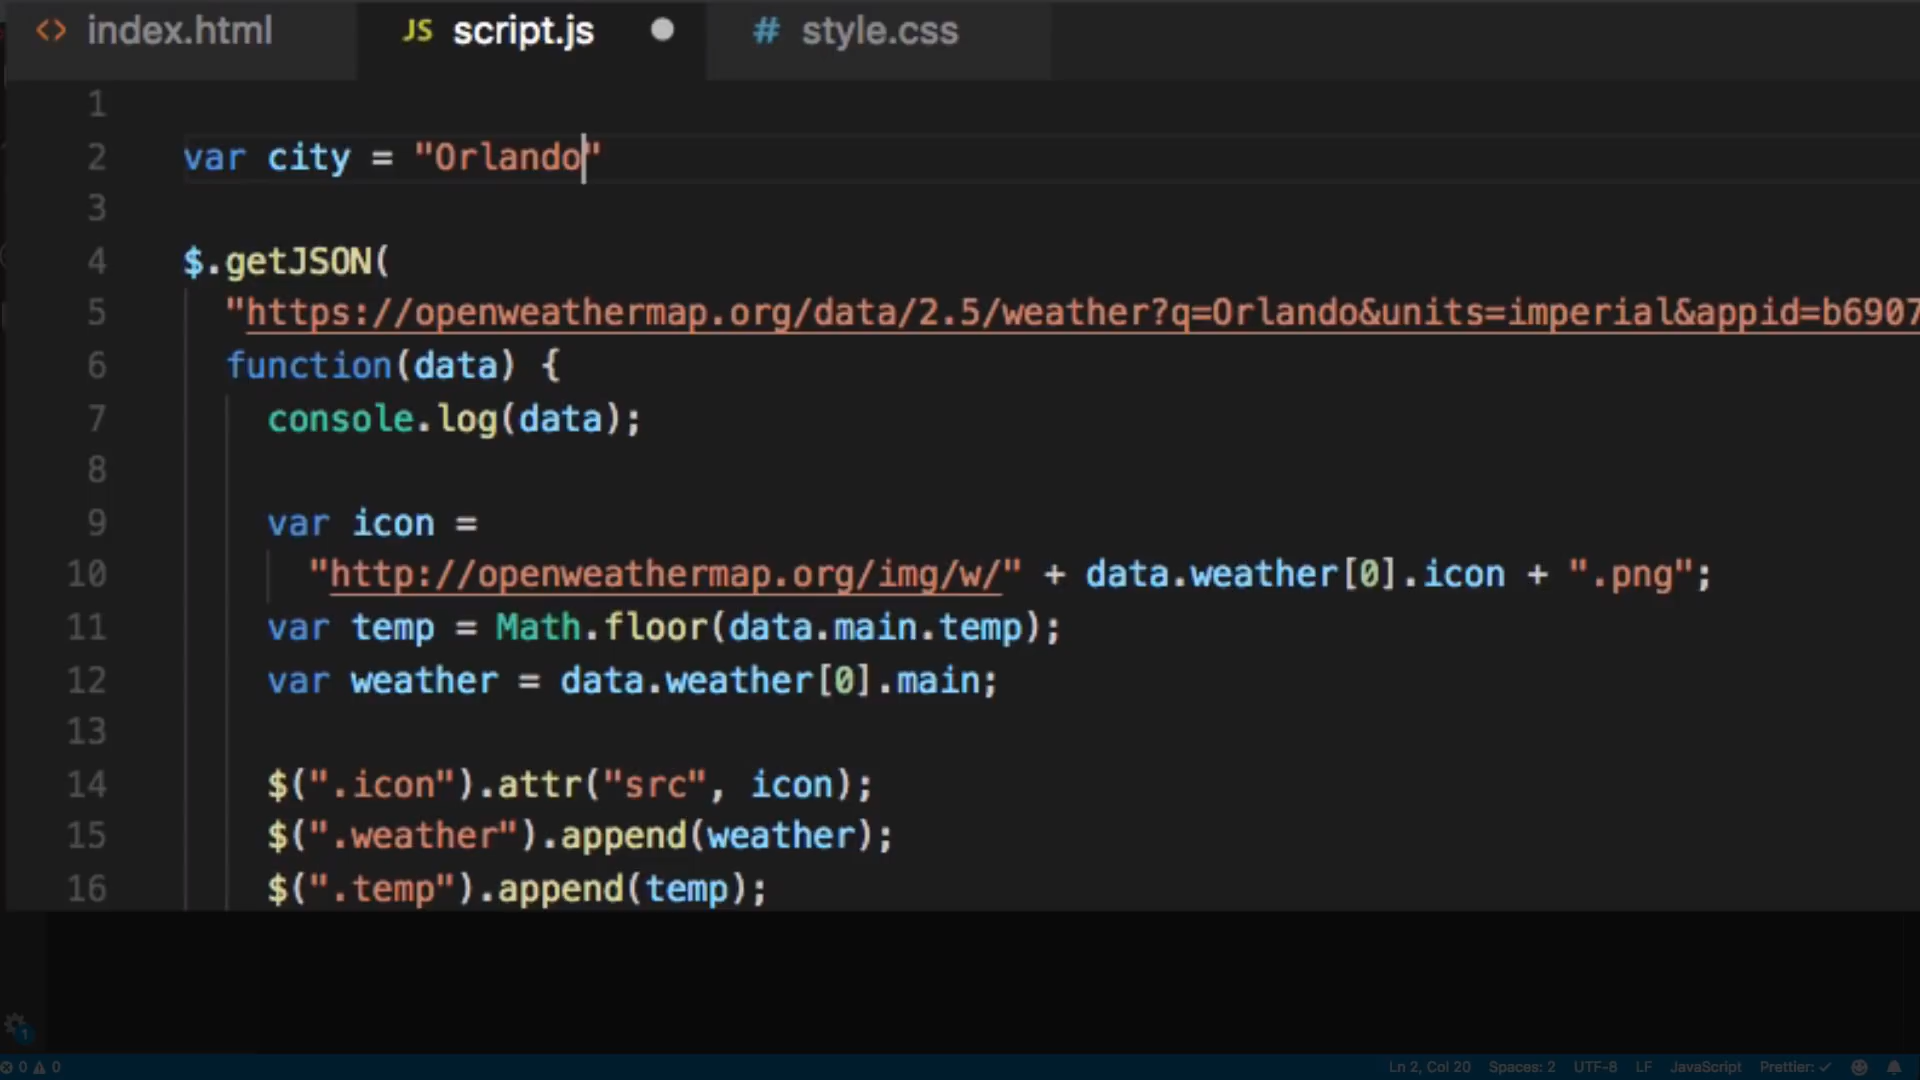 <> index.html JS script.js # style.css
1
2 var city = "Orlando"
3
4 $.getJSON(
5 "https://openweathermap.org/data/2.5/weather?q=Orlando&units=imperial&appid=b6907
6 function(data) {
7 console.log(data);
8
9 var icon =
10 "http://openweathermap.org/img/w/" + data.weather[0].icon + ".png";
11 var temp = Math.floor(data.main.temp);
12 var weather = data.weather[0].main;
13
14 $(".icon").attr("src", icon);
15 $(".weather").append(weather);
16 $(".temp").append(temp);
1
0 0 Ln 2, Col 20 Spaces: 2 UTF-8 LF JavaScript Prettier: ✓